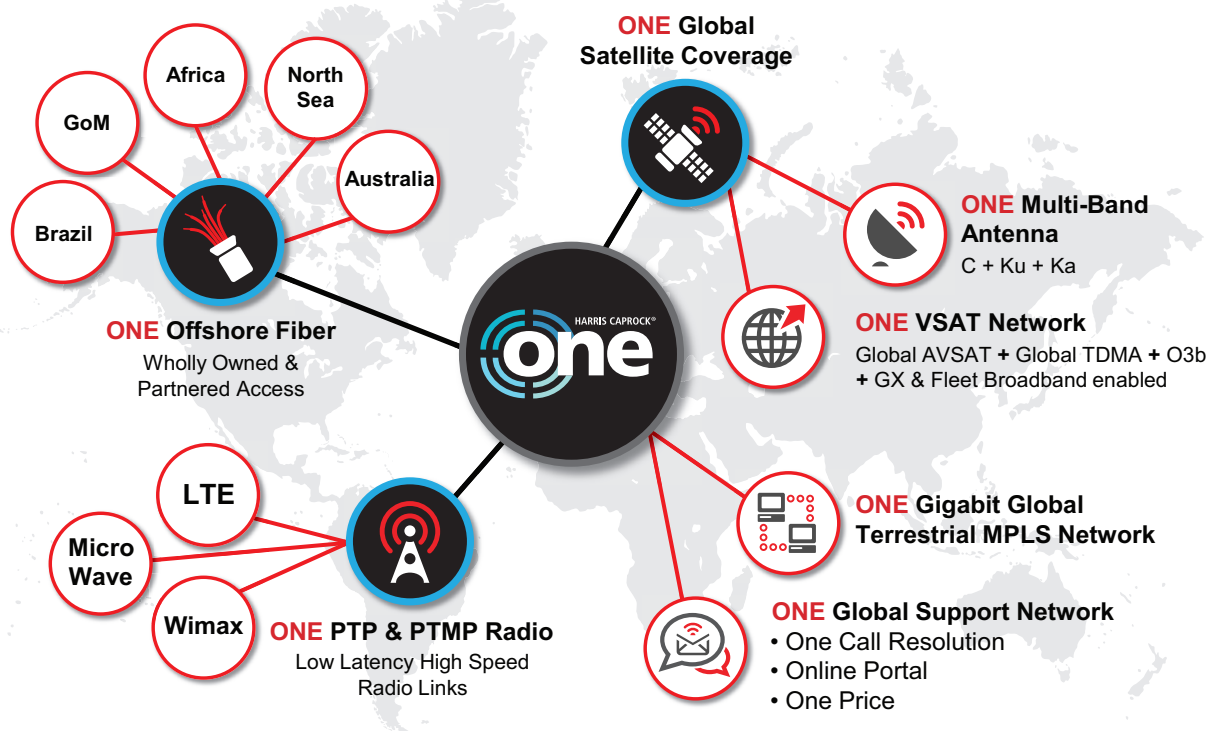 ONE Global
Satellite Coverage
Africa
North
Sea
GoM
Australia
Brazil
ONE Multi-Band
Antenna
C + Ku + Ka
ONE Offshore Fiber
Wholly Owned &
Partnered Access
HARRIS CAPROCK®
one
ONE VSAT Network
Global AVSAT + Global TDMA + O3b
+ GX & Fleet Broadband enabled
LTE
Micro
Wave
Wimax
ONE PTP & PTMP Radio
Low Latency High Speed
Radio Links
ONE Gigabit Global
Terrestrial MPLS Network
ONE Global Support Network
• One Call Resolution
• Online Portal
• One Price